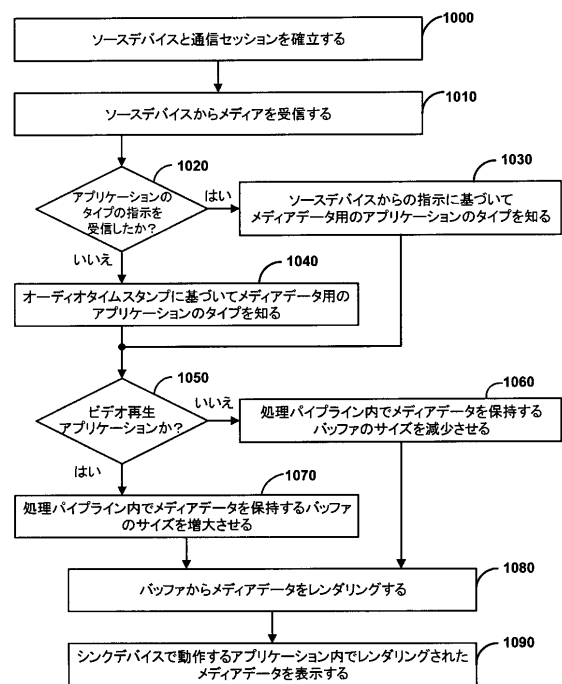 1000
ソースデバイスと通信セッションを確立する
1010
ソースデバイスからメディアを受信する
1020
アプリケーションの
タイプの指示を
受信したか?
はい
いいえ
1030
ソースデバイスからの指示に基づいて
メディアデータ用のアプリケーションのタイプを知る
1040
オーディオタイムスタンプに基づいてメディアデータ用の
アプリケーションのタイプを知る
1050
ビデオ再生
アプリケーションか?
いいえ
はい
1060
処理パイプライン内でメディアデータを保持する
バッファのサイズを減少させる
1070
処理パイプライン内でメディアデータを保持するバッファ
のサイズを増大させる
1080
バッファからメディアデータをレンダリングする
1090
シンクデバイスで動作するアプリケーション内でレンダリングされた
メディアデータを表示する